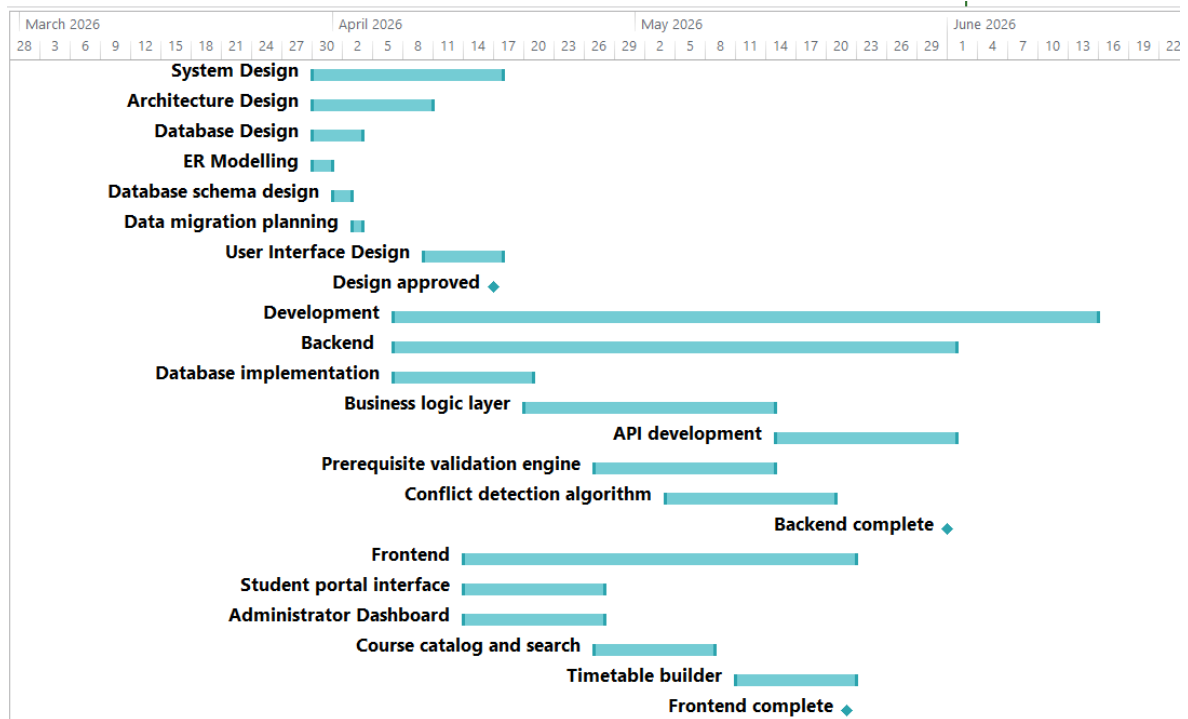 March 2026 April 2026 May 2026 June 2026
28 3 6 9 12 15 18 21 24 27 30 2 5 8 11 14 17 20 23 26 29 2 5 8 11 14 17 20 23 26 29 1 4 7 10 13 16 19 22
System Design
Architecture Design
Database Design
ER Modelling
Database schema design
Data migration planning
User Interface Design
Design approved
Development
Backend
Database implementation
Business logic layer
API development
Prerequisite validation engine
Conflict detection algorithm
Backend complete
Frontend
Student portal interface
Administrator Dashboard
Course catalog and search
Timetable builder
Frontend complete